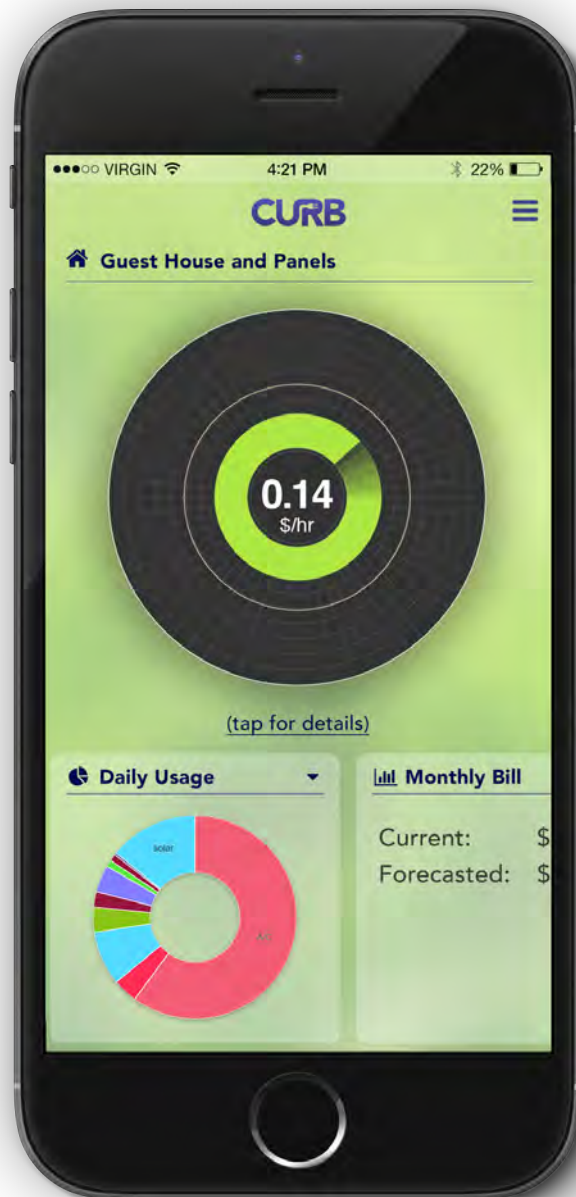 ●●●○○ VIRGIN 4:21 PM 22%
CURB
Guest House and Panels
0.14
$/hr
(tap for details)
Daily Usage
Monthly Bill
Current: $
Forecasted: $